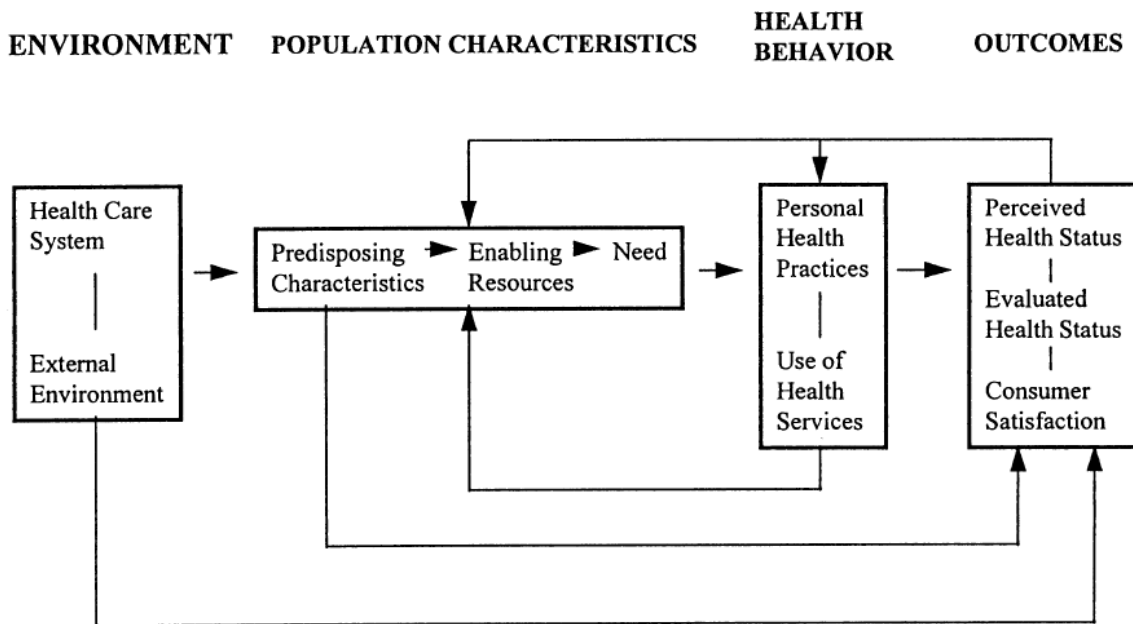 ENVIRONMENT
POPULATION CHARACTERISTICS
HEALTH
BEHAVIOR
OUTCOMES
Health Care
System
External
Environment
Predisposing
Characteristics
Enabling
Resources
Need
Personal
Health
Practices
Use of
Health
Services
Perceived
Health Status
Evaluated
Health Status
Consumer
Satisfaction